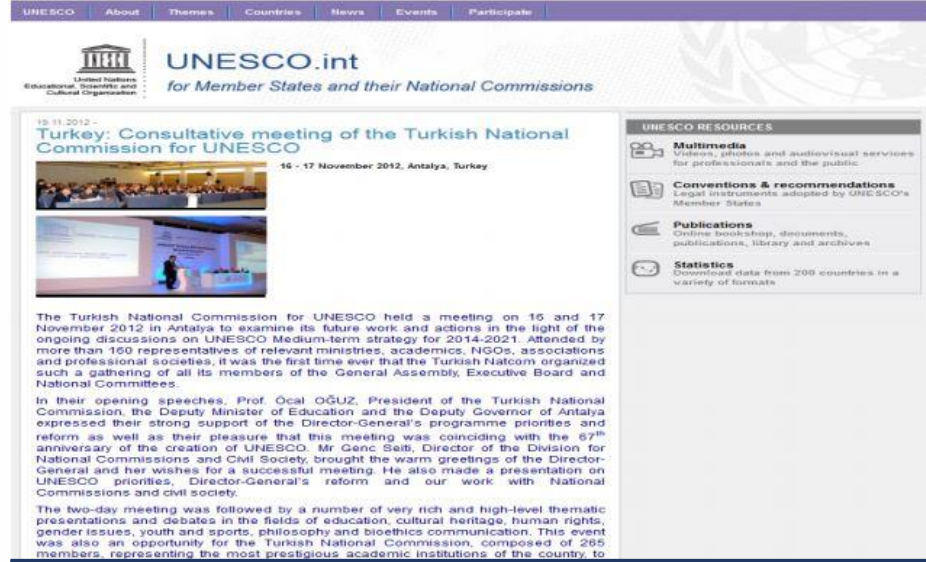 UNESCO About Themes Countries News Events Participate
United Nations
Educational, Scientific and
Cultural Organization
UNESCO.int
for Member States and their National Commissions
19.11.2012 -
Turkey: Consultative meeting of the Turkish National
Commission for UNESCO
16 - 17 November 2012, Antalya, Turkey
The Turkish National Commission for UNESCO held a meeting on 16 and 17
November 2012 in Antalya to examine its future work and actions in the light of the
ongoing discussions on UNESCO Medium-term strategy for 2014-2021. Attended by
more than 160 representatives of relevant ministries, academics, NGOs, associations
and professional societies, it was the first time ever that the Turkish Natcom organized
such a gathering of all its members of the General Assembly, Executive Board and
National Committees.
In their opening speeches, Prof. Öcal OĞUZ, President of the Turkish National
Commission, the Deputy Minister of Education and the Deputy Governor of Antalya
expressed their strong support of the Director-General's programme priorities and
reform as well as their pleasure that this meeting was coinciding with the 67th
anniversary of the creation of UNESCO. Mr Genc Seiti, Director of the Division for
National Commissions and Civil Society, brought the warm greetings of the Director-
General and her wishes for a successful meeting. He also made a presentation on
UNESCO priorities, Director-General's reform and our work with National
Commissions and civil society.
The two-day meeting was followed by a number of very rich and high-level thematic
presentations and debates in the fields of education, cultural heritage, human rights,
gender issues, youth and sports, philosophy and bioethics communication. This event
was also an opportunity for the Turkish National Commission, composed of 265
members, representing the most prestigious academic institutions of the country, to
UNESCO RESOURCES
Multimedia
Videos, photos and audiovisual services
for professionals and the public
Conventions & recommendations
Legal instruments adopted by UNESCO's
Member States
Publications
Online bookshop, documents,
publications, library and archives
Statistics
Download data from 200 countries in a
variety of formats